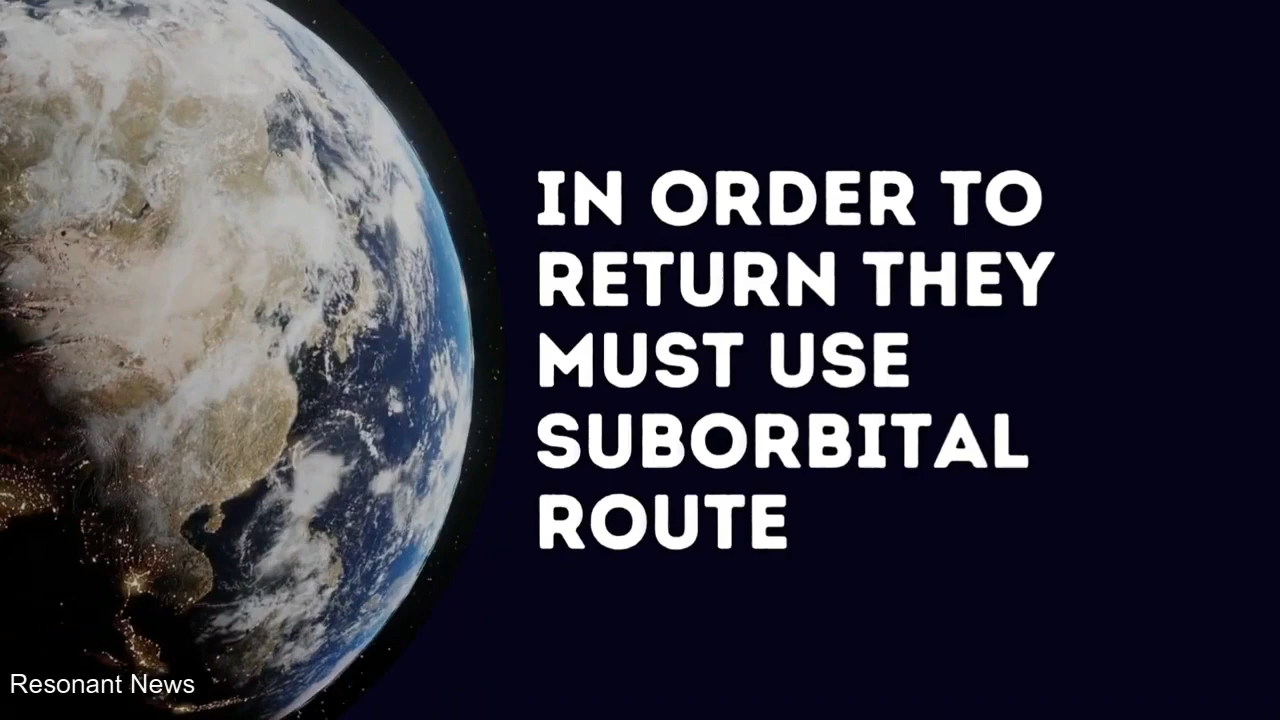 IN ORDER TO
RETURN THEY
MUST USE
SUBORBITAL
ROUTE
Resonant News